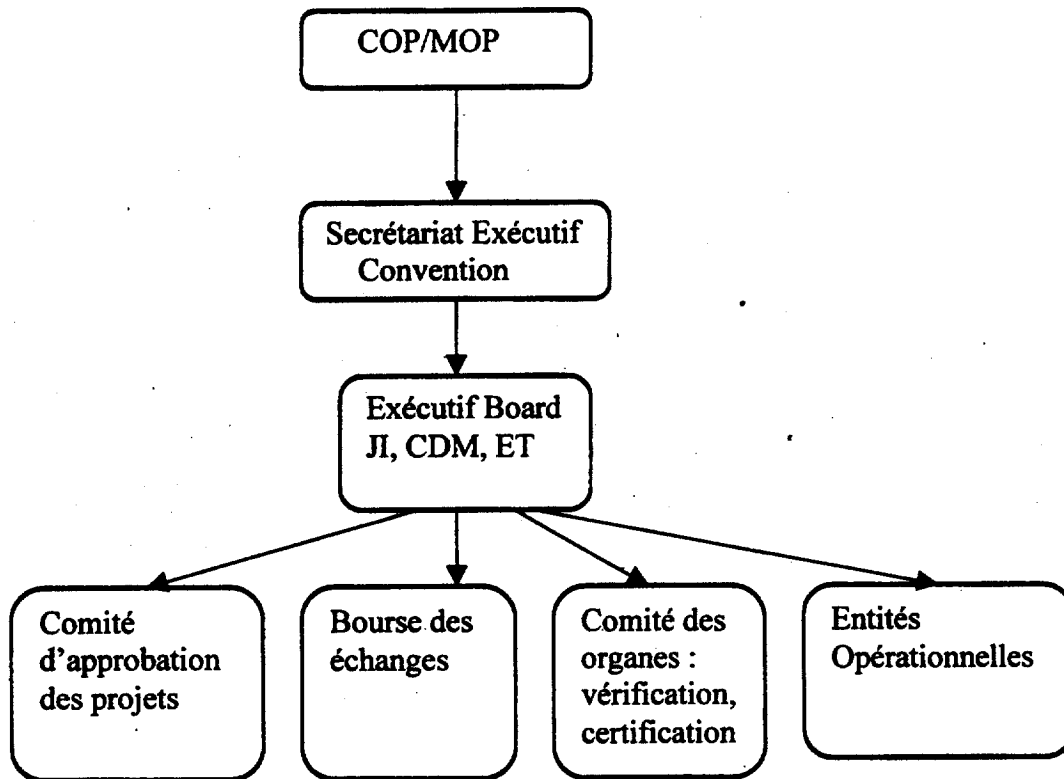 COP/MOP
Secrétariat Exécutif
Convention
Exécutif Board
JI, CDM, ET
Comité
d'approbation
des projets
Bourse des
échanges
Comité des
organes :
vérification,
certification
Entités
Opérationnelles